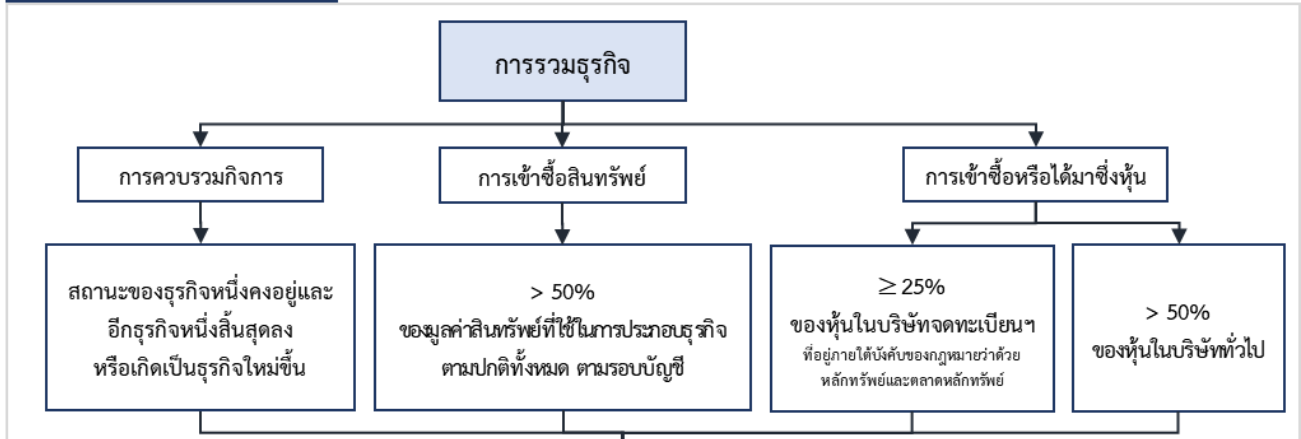 การรวมธุรกิจ
การควบรวมกิจการ
การเข้าซื้อสินทรัพย์
การเข้าซื้อหรือได้มาซึ่งหุ้น
สถานะของธุรกิจหนึ่งคงอยู่และ
อีกธุรกิจหนึ่งสิ้นสุดลง
หรือเกิดเป็นธุรกิจใหม่ขึ้น
> 50%
ของมูลค่าสินทรัพย์ที่ใช้ในการประกอบธุรกิจ
ตามปกติทั้งหมด ตามรอบบัญชี
≥ 25%
ของหุ้นในบริษัทจดทะเบียนฯ
ที่อยู่ภายใต้บังคับของกฎหมายว่าด้วย
หลักทรัพย์และตลาดหลักทรัพย์
> 50%
ของหุ้นในบริษัททั่วไป